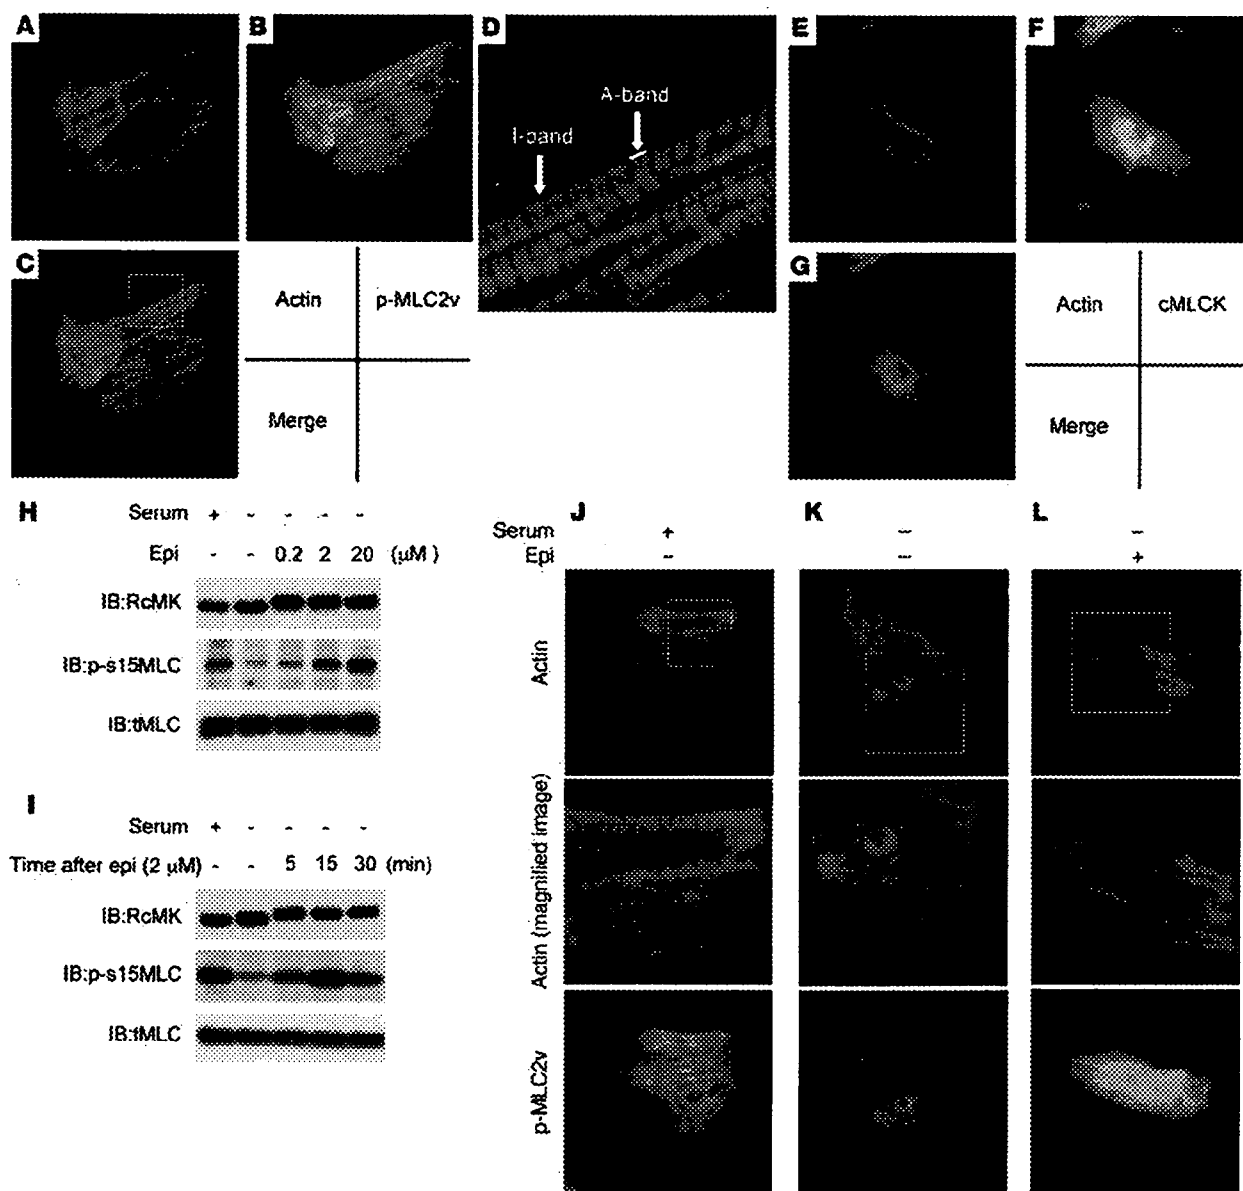 A
B
D
E
F
A-band
I-band
C
Actin
p-MLC2v
Merge
G
Actin
cMLCK
Merge
H
Serum + - - - -
Epi - - 0.2 2 20 (μM )
IB:RcMK
IB:p-s15MLC
IB:tMLC
I
Serum + - - - -
Time after epi (2 μM) - - 5 15 30 (min)
IB:RcMK
IB:p-s15MLC
IB:tMLC
J
K
L
Serum + - -
Epi - - +
Actin
Actin (magnified image)
p-MLC2v